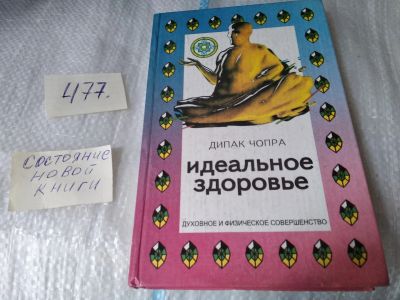 477.
СОСТОЯНИЕ
НОВОЙ
КНИГИ
ДИПАК ЧОПРА
идеальное
здоровье
ДУХОВНОЕ И ФИЗИЧЕСКОЕ СОВЕРШЕНСТВО